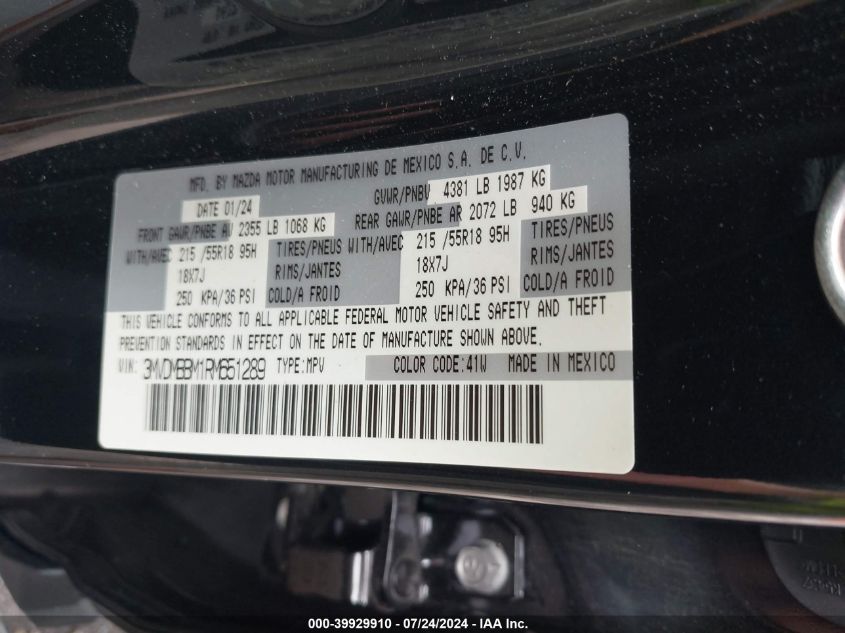 MFD. BY MAZDA MOTOR MANUFACTURING DE MEXICO S.A. DE C.V.
DATE 01/24 GVWR/PNBV 4381 LB 1987 KG
FRONT GAWR/PNBE AV 2355 LB 1068 KG REAR GAWR/PNBE AR 2072 LB 940 KG
WITH/AVEC 215 /55R18 95H TIRES/PNEUS WITH/AVEC 215 /55R18 95H TIRES/PNEUS
18X7J RIMS/JANTES 18X7J RIMS/JANTES
250 KPA/36 PSI COLD/A FROID 250 KPA/36 PSI COLD/A FROID
THIS VEHICLE CONFORMS TO ALL APPLICABLE FEDERAL MOTOR VEHICLE SAFETY AND THEFT
PREVENTION STANDARDS IN EFFECT ON THE DATE OF MANUFACTURE SHOWN ABOVE.
VIN: 3MVDMBBM1RM651289 TYPE:MPV COLOR CODE:41W MADE IN MEXICO
000-39929910 / 07/24/2024 - IAA Inc.